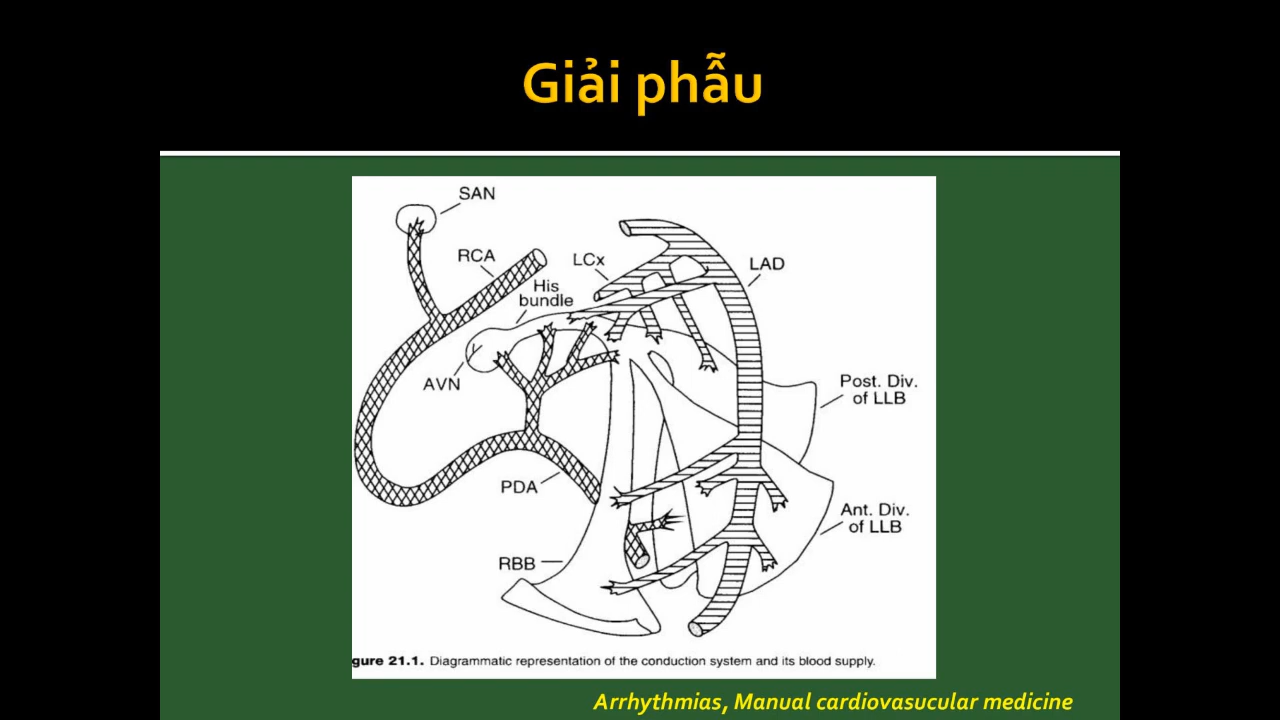 Giải phẫu
SAN
RCA
LCx
LAD
His
bundle
AVN
Post. Div.
of LLB
PDA
Ant. Div.
of LLB
RBB
gure 21.1. Diagrammatic representation of the conduction system and its blood supply.
Arrhythmias, Manual cardiovasucular medicine